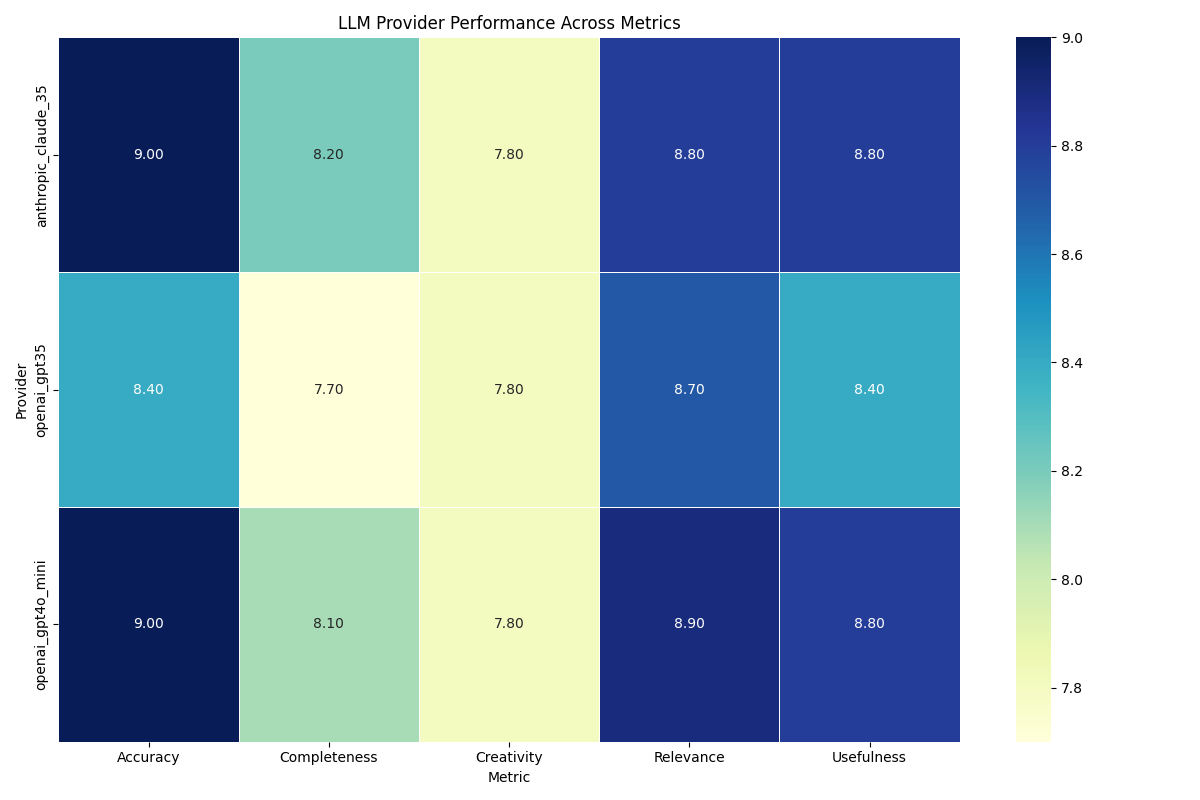 LLM Provider Performance Across Metrics
Provider
anthropic_claude_35
9.00 8.20 7.80 8.80 8.80
openai_gpt35
8.40 7.70 7.80 8.70 8.40
openai_gpt4o_mini
9.00 8.10 7.80 8.90 8.80
Accuracy Completeness Creativity Relevance Usefulness
Metric
9.0
8.8
8.6
8.4
8.2
8.0
7.8